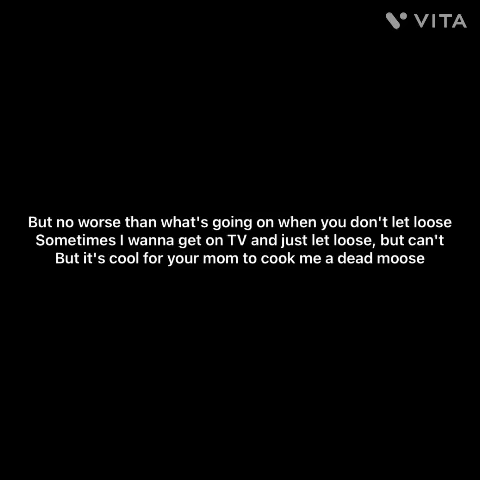 VITA
But no worse than what's going on when you don't let loose
Sometimes I wanna get on TV and just let loose, but can't
But it's cool for your mom to cook me a dead moose